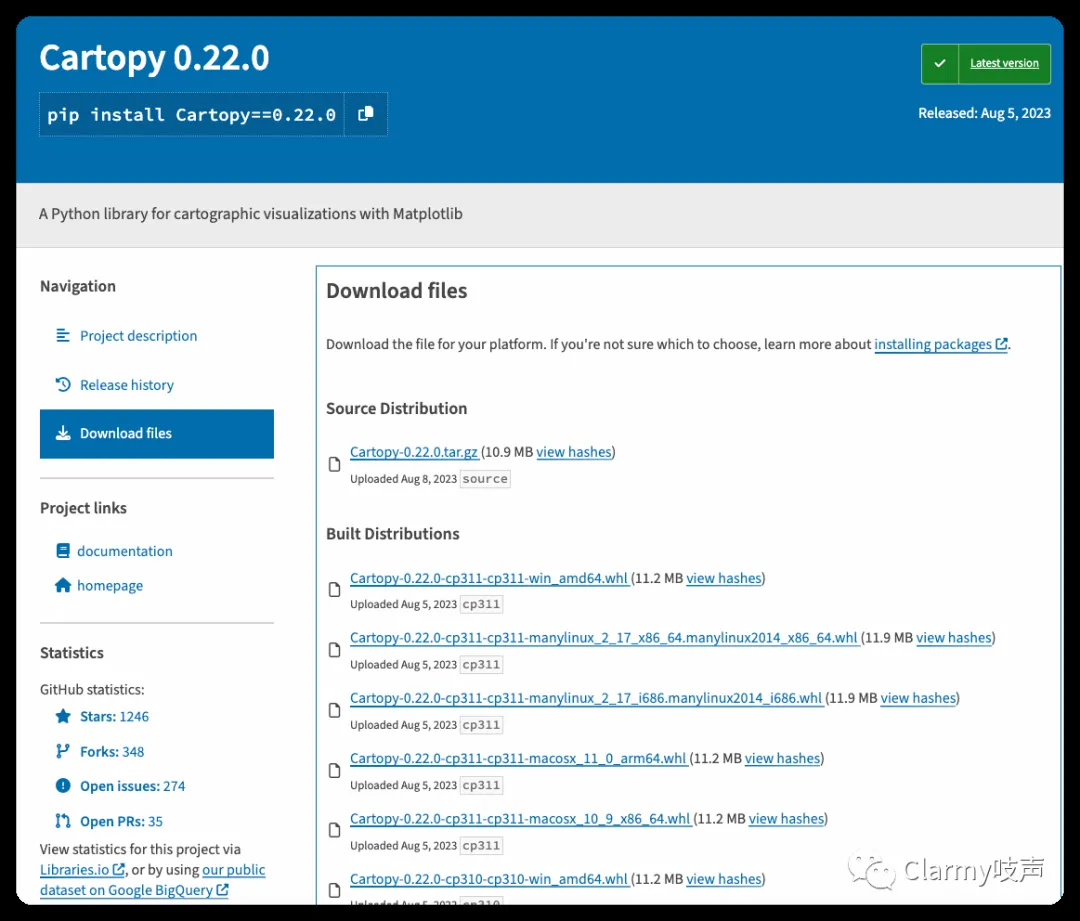 Cartopy 0.22.0
Latest version
pip install Cartopy==0.22.0
Released: Aug 5, 2023
A Python library for cartographic visualizations with Matplotlib
Navigation
Project description
Release history
Download files
Project links
documentation
homepage
Statistics
GitHub statistics:
Stars: 1246
Forks: 348
Open issues: 274
Open PRs: 35
View statistics for this project via
Libraries.io, or by using our public
dataset on Google BigQuery
Download files
Download the file for your platform. If you're not sure which to choose, learn more about installing packages.
Source Distribution
Cartopy-0.22.0.tar.gz (10.9 MB view hashes)
Uploaded Aug 8, 2023 source
Built Distributions
Cartopy-0.22.0-cp311-cp311-win_amd64.whl (11.2 MB view hashes)
Uploaded Aug 5, 2023 cp311
Cartopy-0.22.0-cp311-cp311-manylinux_2_17_x86_64.manylinux2014_x86_64.whl (11.9 MB view hashes)
Uploaded Aug 5, 2023 cp311
Cartopy-0.22.0-cp311-cp311-manylinux_2_17_i686.manylinux2014_i686.whl (11.9 MB view hashes)
Uploaded Aug 5, 2023 cp311
Cartopy-0.22.0-cp311-cp311-macosx_11_0_arm64.whl (11.2 MB view hashes)
Uploaded Aug 5, 2023 cp311
Cartopy-0.22.0-cp311-cp311-macosx_10_9_x86_64.whl (11.2 MB view hashes)
Uploaded Aug 5, 2023 cp311
Cartopy-0.22.0-cp310-cp310-win_amd64.whl (11.2 MB view hashes)
Uploaded Aug 5, 2023 cp310
Clarmy吱声